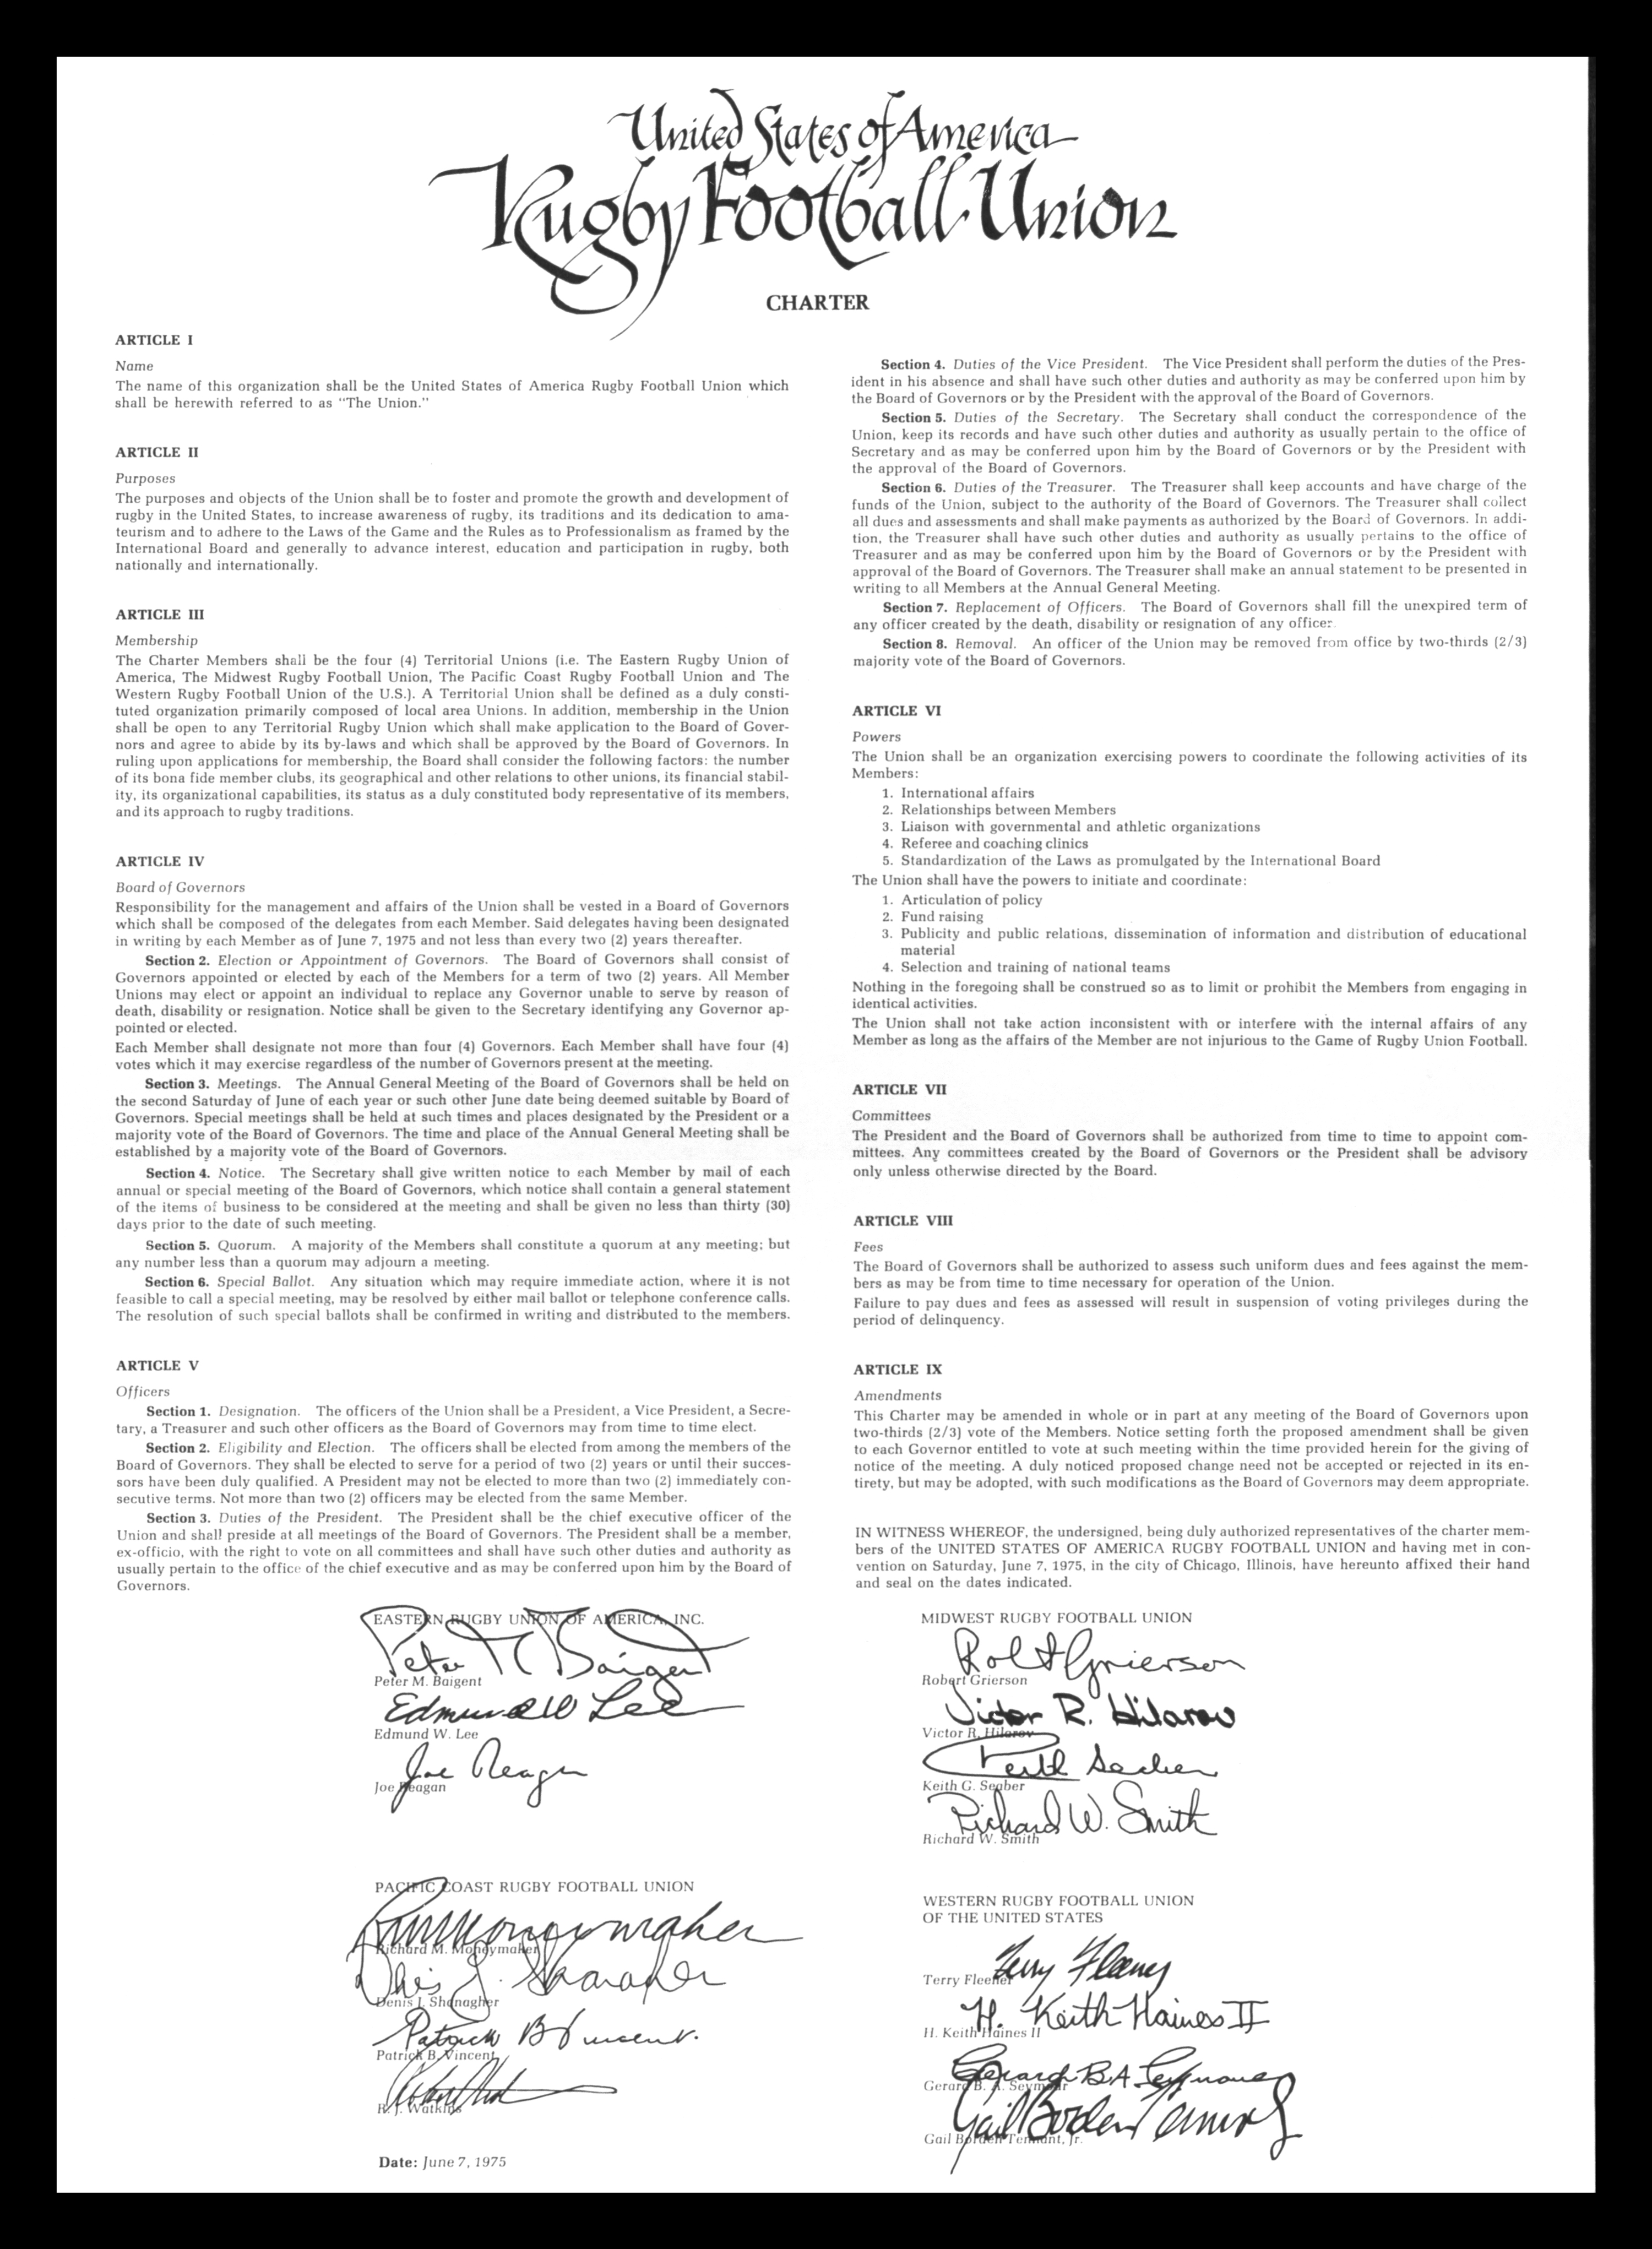 United States of America
Rugby Football Union
CHARTER
ARTICLE I
Name
The name of this organization shall be the United States of America Rugby Football Union which
shall be herewith referred to as "The Union."
ARTICLE II
Purposes
The purposes and objects of the Union shall be to foster and promote the growth and development of
rugby in the United States, to increase awareness of rugby, its traditions and its dedication to ama-
teurism and to adhere to the Laws of the Game and the Rules as to Professionalism as framed by the
International Board and generally to advance interest, education and participation in rugby, both
nationally and internationally.
ARTICLE III
Membership
The Charter Members shall be the four (4) Territorial Unions (i.e. The Eastern Rugby Union of
America, The Midwest Rugby Football Union, The Pacific Coast Rugby Football Union and The
Western Rugby Football Union of the U.S.). A Territorial Union shall be defined as a duly consti-
tuted organization primarily composed of local area Unions. In addition, membership in the Union
shall be open to any Territorial Rugby Union which shall make application to the Board of Gover-
nors and agree to abide by its by-laws and which shall be approved by the Board of Governors. In
ruling upon applications for membership, the Board shall consider the following factors: the number
of its bona fide member clubs, its geographical and other relations to other unions, its financial stabil-
ity, its organizational capabilities, its status as a duly constituted body representative of its members,
and its approach to rugby traditions.
ARTICLE IV
Board of Governors
Responsibility for the management and affairs of the Union shall be vested in a Board of Governors
which shall be composed of the delegates from each Member. Said delegates having been designated
in writing by each Member as of June 7, 1975 and not less than every two (2) years thereafter.
Section 2. Election or Appointment of Governors. The Board of Governors shall consist of
Governors appointed or elected by each of the Members for a term of two (2) years. All Member
Unions may elect or appoint an individual to replace any Governor unable to serve by reason of
death, disability or resignation. Notice shall be given to the Secretary identifying any Governor ap-
pointed or elected.
Each Member shall designate not more than four (4) Governors. Each Member shall have four (4)
votes which it may exercise regardless of the number of Governors present at the meeting.
Section 3. Meetings. The Annual General Meeting of the Board of Governors shall be held on
the second Saturday of June of each year or such other June date being deemed suitable by Board of
Governors. Special meetings shall be held at such times and places designated by the President or a
majority vote of the Board of Governors. The time and place of the Annual General Meeting shall be
established by a majority vote of the Board of Governors.
Section 4. Notice. The Secretary shall give written notice to each Member by mail of each
annual or special meeting of the Board of Governors, which notice shall contain a general statement
of the items of business to be considered at the meeting and shall be given no less than thirty (30)
days prior to the date of such meeting.
Section 5. Quorum. A majority of the Members shall constitute a quorum at any meeting; but
any number less than a quorum may adjourn a meeting.
Section 6. Special Ballot. Any situation which may require immediate action, where it is not
feasible to call a special meeting, may be resolved by either mail ballot or telephone conference calls.
The resolution of such special ballots shall be confirmed in writing and distributed to the members.
ARTICLE V
Officers
Section 1. Designation. The officers of the Union shall be a President, a Vice President, a Secre-
tary, a Treasurer and such other officers as the Board of Governors may from time to time elect.
Section 2. Eligibility and Election. The officers shall be elected from among the members of the
Board of Governors. They shall be elected to serve for a period of two (2) years or until their succes-
sors have been duly qualified. A President may not be elected to more than two (2) immediately con-
secutive terms. Not more than two (2) officers may be elected from the same Member.
Section 3. Duties of the President. The President shall be the chief executive officer of the
Union and shall preside at all meetings of the Board of Governors. The President shall be a member,
ex-officio, with the right to vote on all committees and shall have such other duties and authority as
usually pertain to the office of the chief executive and as may be conferred upon him by the Board of
Governors.
Section 4. Duties of the Vice President. The Vice President shall perform the duties of the Pres-
ident in his absence and shall have such other duties and authority as may be conferred upon him by
the Board of Governors or by the President with the approval of the Board of Governors.
Section 5. Duties of the Secretary. The Secretary shall conduct the correspondence of the
Union, keep its records and have such other duties and authority as usually pertain to the office of
Secretary and as may be conferred upon him by the Board of Governors or by the President with
the approval of the Board of Governors.
Section 6. Duties of the Treasurer. The Treasurer shall keep accounts and have charge of the
funds of the Union, subject to the authority of the Board of Governors. The Treasurer shall collect
all dues and assessments and shall make payments as authorized by the Board of Governors. In addi-
tion, the Treasurer shall have such other duties and authority as usually pertains to the office of
Treasurer and as may be conferred upon him by the Board of Governors or by the President with
approval of the Board of Governors. The Treasurer shall make an annual statement to be presented in
writing to all Members at the Annual General Meeting.
Section 7. Replacement of Officers. The Board of Governors shall fill the unexpired term of
any officer created by the death, disability or resignation of any officer.
Section 8. Removal. An officer of the Union may be removed from office by two-thirds (2/3)
majority vote of the Board of Governors.
ARTICLE VI
Powers
The Union shall be an organization exercising powers to coordinate the following activities of its
Members:
1. International affairs
2. Relationships between Members
3. Liaison with governmental and athletic organizations
4. Referee and coaching clinics
5. Standardization of the Laws as promulgated by the International Board
The Union shall have the powers to initiate and coordinate:
1. Articulation of policy
2. Fund raising
3. Publicity and public relations, dissemination of information and distribution of educational
material
4. Selection and training of national teams
Nothing in the foregoing shall be construed so as to limit or prohibit the Members from engaging in
identical activities.
The Union shall not take action inconsistent with or interfere with the internal affairs of any
Member as long as the affairs of the Member are not injurious to the Game of Rugby Union Football.
ARTICLE VII
Committees
The President and the Board of Governors shall be authorized from time to time to appoint com-
mittees. Any committees created by the Board of Governors or the President shall be advisory
only unless otherwise directed by the Board.
ARTICLE VIII
Fees
The Board of Governors shall be authorized to assess such uniform dues and fees against the mem-
bers as may be from time to time necessary for operation of the Union.
Failure to pay dues and fees as assessed will result in suspension of voting privileges during the
period of delinquency.
ARTICLE IX
Amendments
This Charter may be amended in whole or in part at any meeting of the Board of Governors upon
two-thirds (2/3) vote of the Members. Notice setting forth the proposed amendment shall be given
to each Governor entitled to vote at such meeting within the time provided herein for the giving of
notice of the meeting. A duly noticed proposed change need not be accepted or rejected in its en-
tirety, but may be adopted, with such modifications as the Board of Governors may deem appropriate.
IN WITNESS WHEREOF, the undersigned, being duly authorized representatives of the charter mem-
bers of the UNITED STATES OF AMERICA RUGBY FOOTBALL UNION and having met in con-
vention on Saturday, June 7, 1975, in the city of Chicago, Illinois, have hereunto affixed their hand
and seal on the dates indicated.
EASTERN RUGBY UNION OF AMERICA, INC.
Peter M Baigent
Peter M. Baigent
Edmund W Lee
Edmund W. Lee
Joe Reagan
Joe Reagan
PACIFIC COAST RUGBY FOOTBALL UNION
Moneymaker
Richard M. Moneymaker
Denis J. Shanagher
Denis J. Shanagher
Patrick B Vincent.
Patrick B. Vincent
R. J. Watkins
Date: June 7, 1975
MIDWEST RUGBY FOOTBALL UNION
Robt Grierson
Robert Grierson
Victor R. Hilarov
Victor R. Hilarov
Keith Seaber
Keith G. Seaber
Richard W. Smith
Richard W. Smith
WESTERN RUGBY FOOTBALL UNION
OF THE UNITED STATES
Terry Fleener
Terry Fleener
H. Keith Haines II
H. Keith Haines II
Gerard B.A. Seymour
Gerard B. A. Seymour
Gail Borden Tennant Jr
Gail Borden Tennant, Jr.